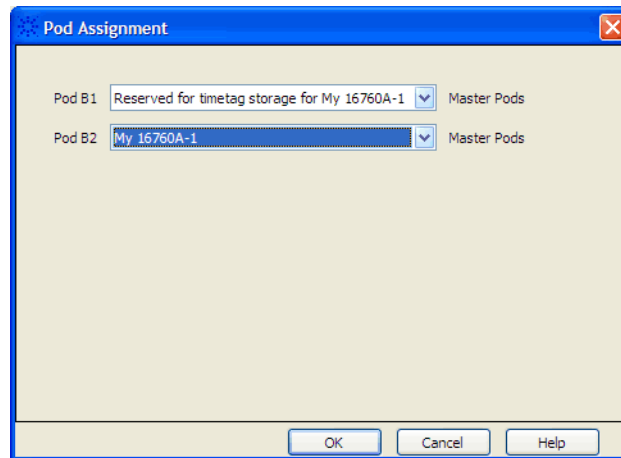 Pod Assignment
Pod B1 Reserved for timetag storage for My 16760A-1 Master Pods
Pod B2 My 16760A-1 Master Pods
OK Cancel Help